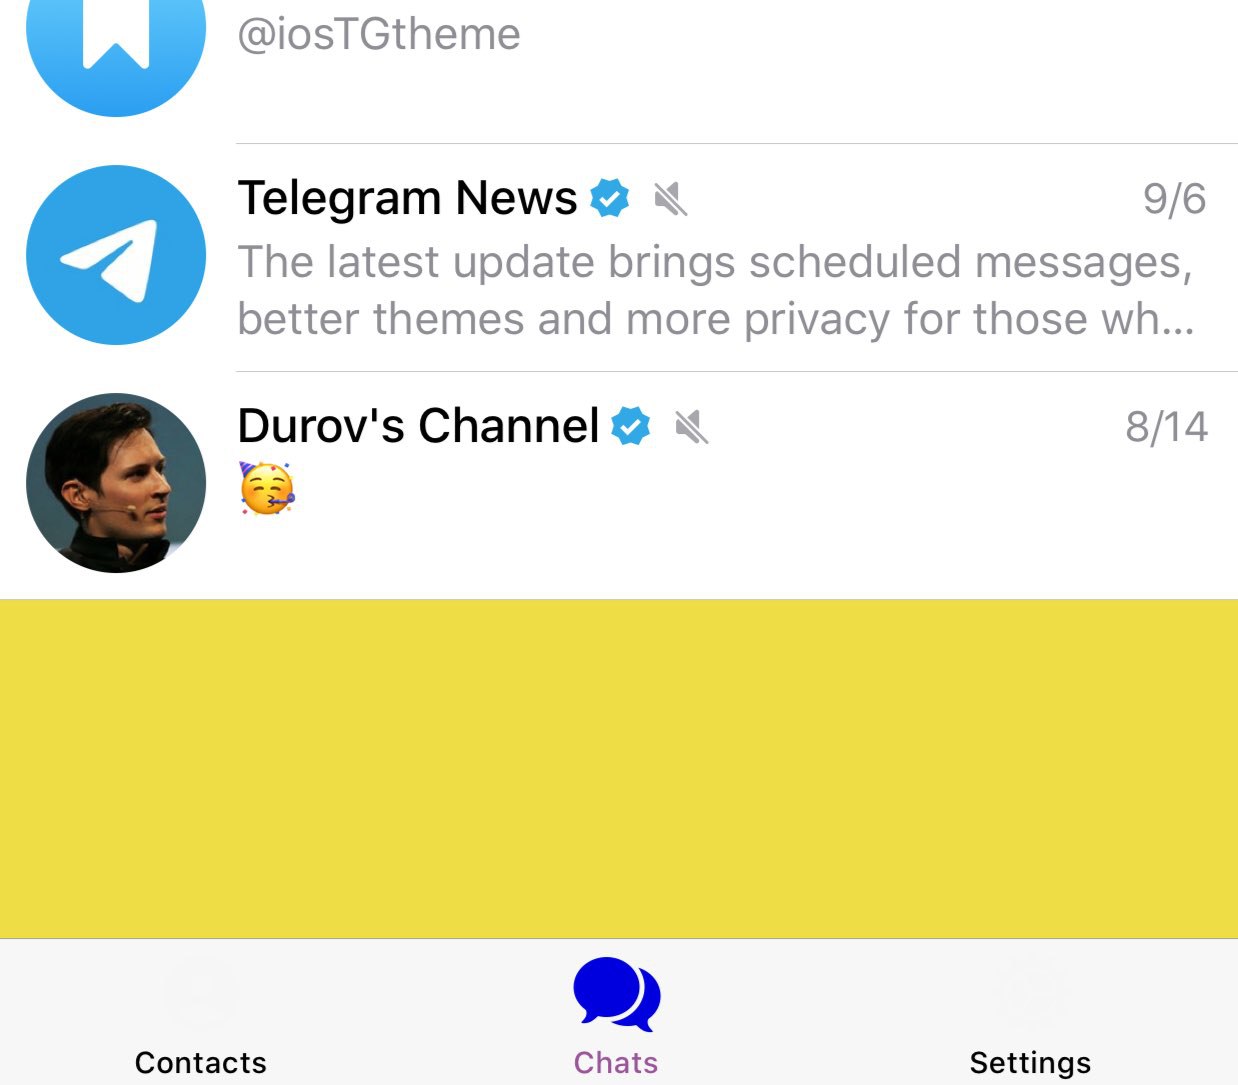 @iosTGtheme
Telegram News
9/6
The latest update brings scheduled messages,
better themes and more privacy for those wh...
Durov's Channel
8/14
🥳
Contacts
Chats
Settings